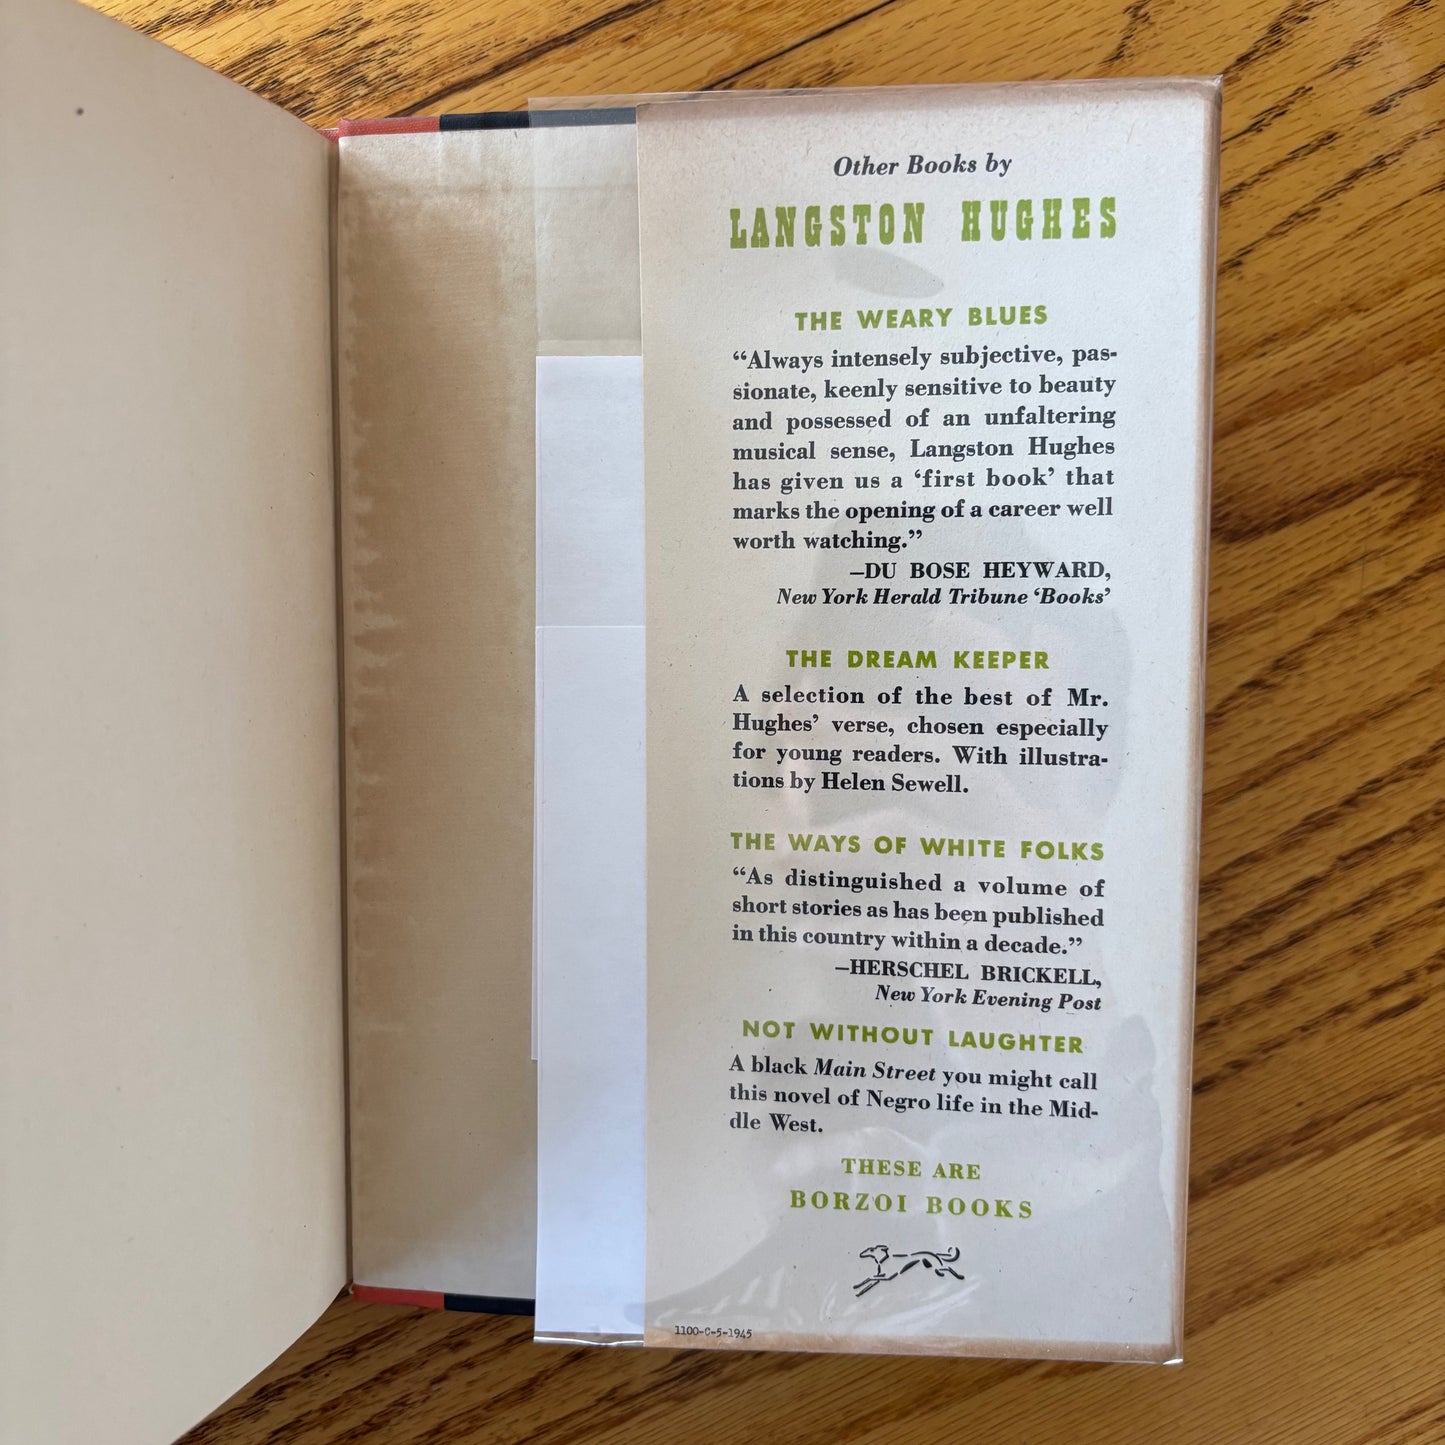 Other Books by
LANGSTON HUGHES
THE WEARY BLUES
“Always intensely subjective, pas-
sionate, keenly sensitive to beauty
and possessed of an unfaltering
musical sense, Langston Hughes
has given us a ‘first book’ that
marks the opening of a career well
worth watching.”
—DU BOSE HEYWARD,
New York Herald Tribune ‘Books’
THE DREAM KEEPER
A selection of the best of Mr.
Hughes’ verse, chosen especially
for young readers. With illustra-
tions by Helen Sewell.
THE WAYS OF WHITE FOLKS
“As distinguished a volume of
short stories as has been published
in this country within a decade.”
—HERSCHEL BRICKELL,
New York Evening Post
NOT WITHOUT LAUGHTER
A black Main Street you might call
this novel of Negro life in the Mid-
dle West.
THESE ARE
BORZOI BOOKS
1100-C-5-1945